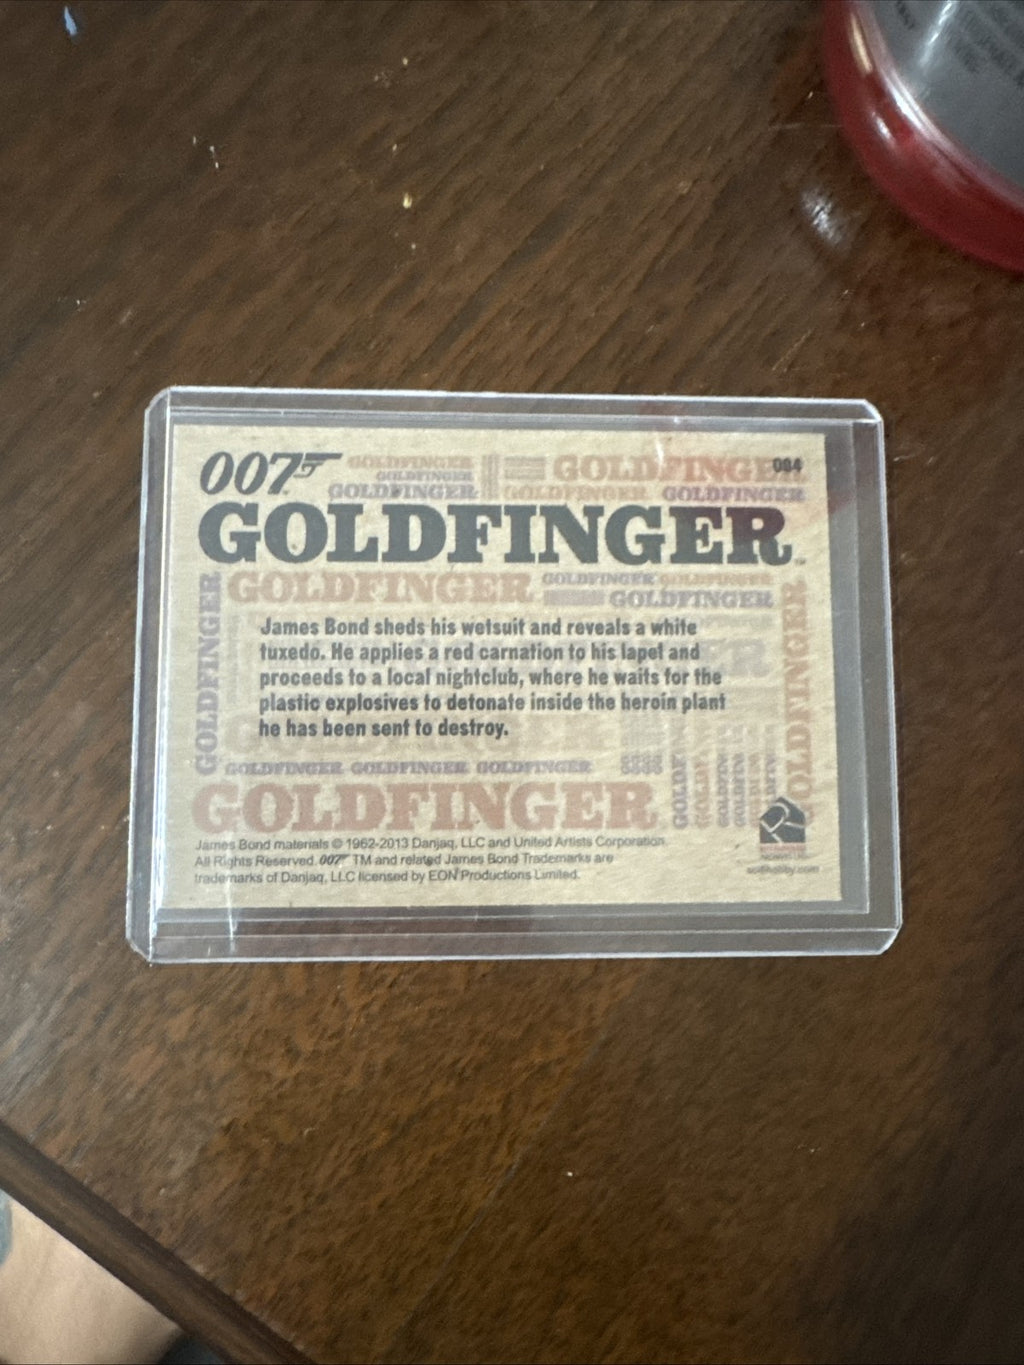 007 GOLDFINGER GOLDFINGER 084
GOLDFINGER
GOLDFINGER GOLDFINGER GOLDFINGER
GOLDFINGER™
GOLDFINGER GOLDFINGER GOLDFINGER
GOLDFINGER
GOLDFINGER
GOLDFINGER
James Bond sheds his wetsuit and reveals a white
tuxedo. He applies a red carnation to his lapel and
proceeds to a local nightclub, where he waits for the
plastic explosives to detonate inside the heroin plant
he has been sent to destroy.
GOLDFINGER GOLDFINGER GOLDFINGER
GOLDFINGER
James Bond materials © 1962-2013 Danjaq, LLC and United Artists Corporation.
All Rights Reserved. 007 TM and related James Bond Trademarks are
trademarks of Danjaq, LLC licensed by EON Productions Limited.
scifihobby.com